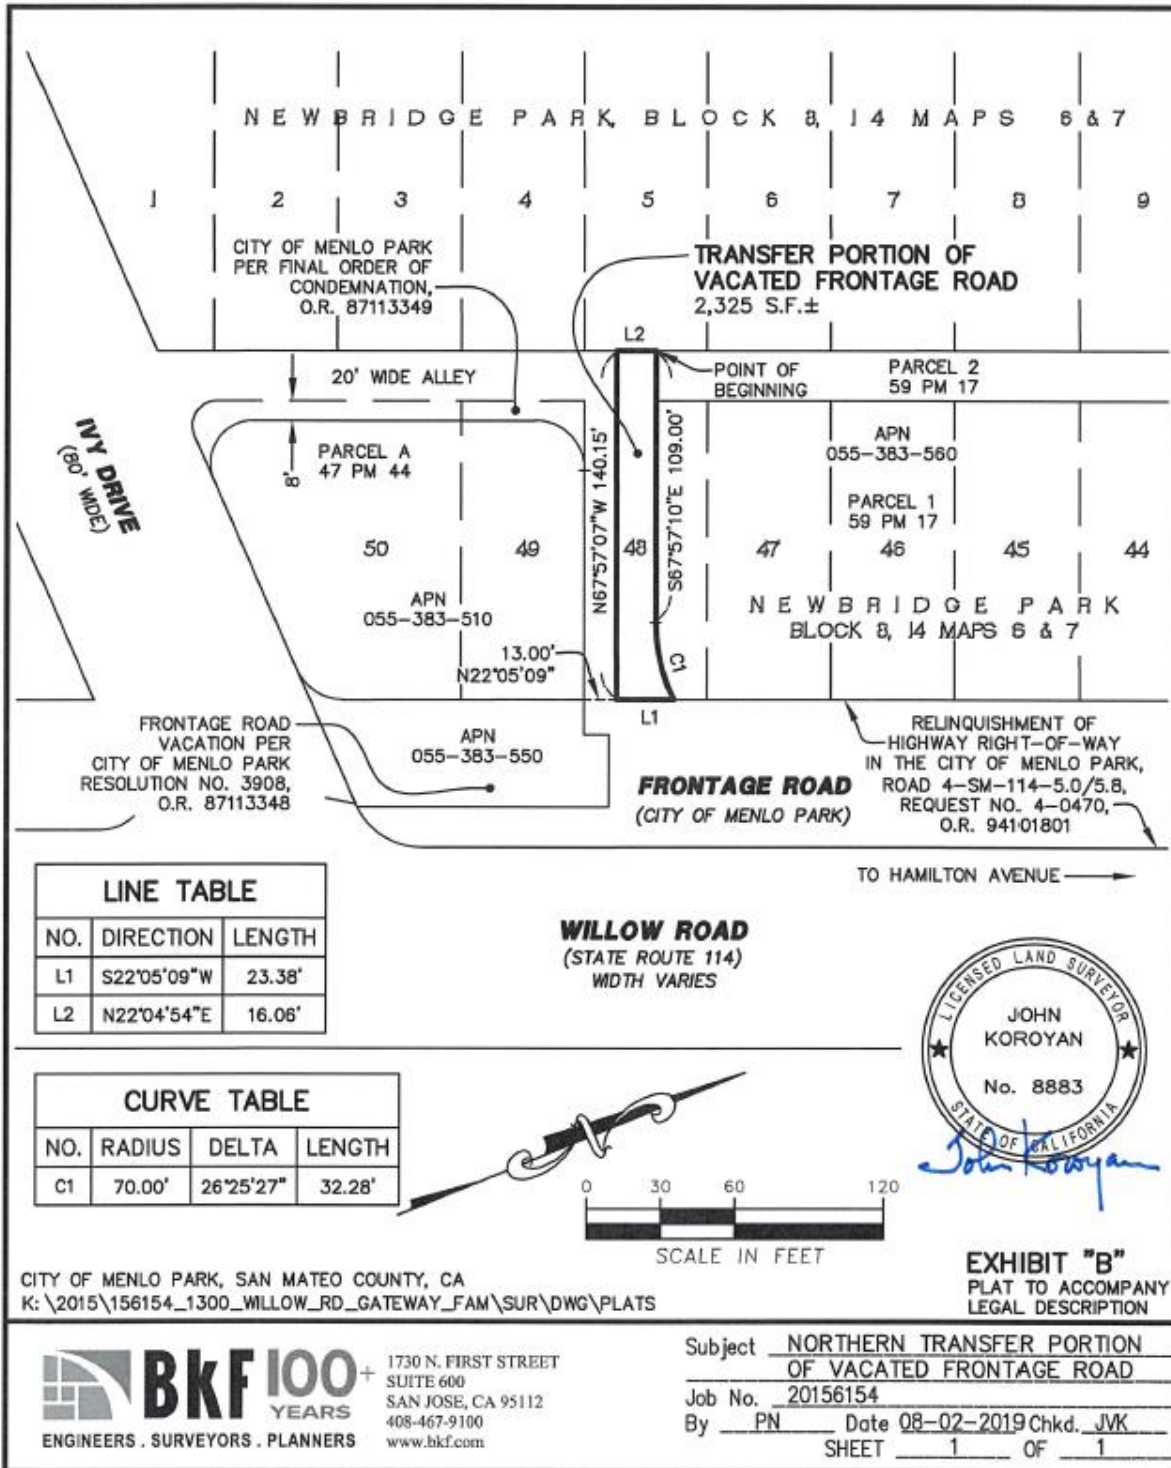 NEWBRIDGE PARK, BLOCK 8, 14 MAPS 6 & 7
1 2 3 4 5 6 7 8 9
CITY OF MENLO PARK
PER FINAL ORDER OF
CONDEMNATION,
O.R. 87113349
TRANSFER PORTION OF
VACATED FRONTAGE ROAD
2,325 S.F.±
L2
POINT OF
BEGINNING
PARCEL 2
59 PM 17
20' WIDE ALLEY
IVY DRIVE
(80' WIDE)
8'
PARCEL A
47 PM 44
N67°57'07"W 140.15'
S67°57'10"E 109.00'
APN
055-383-560
PARCEL 1
59 PM 17
50 49 48 47 46 45 44
APN
055-383-510
NEWBRIDGE PARK
BLOCK 8, 14 MAPS 6 & 7
13.00'
N22°05'09"
C1
L1
FRONTAGE ROAD
VACATION PER
CITY OF MENLO PARK
RESOLUTION NO. 3908,
O.R. 87113348
APN
055-383-550
FRONTAGE ROAD
(CITY OF MENLO PARK)
RELINQUISHMENT OF
HIGHWAY RIGHT-OF-WAY
IN THE CITY OF MENLO PARK,
ROAD 4-SM-114-5.0/5.8,
REQUEST NO. 4-0470,
O.R. 94101801
TO HAMILTON AVENUE
LINE TABLE
NO. DIRECTION LENGTH
L1 S22°05'09"W 23.38'
L2 N22°04'54"E 16.06'
WILLOW ROAD
(STATE ROUTE 114)
WIDTH VARIES
LICENSED LAND SURVEYOR
JOHN
KOROYAN
No. 8883
STATE OF CALIFORNIA
John Koroyan
CURVE TABLE
NO. RADIUS DELTA LENGTH
C1 70.00' 26°25'27" 32.28'
N
0 30 60 120
SCALE IN FEET
EXHIBIT "B"
PLAT TO ACCOMPANY
LEGAL DESCRIPTION
CITY OF MENLO PARK, SAN MATEO COUNTY, CA
K:\2015\156154_1300_WILLOW_RD_GATEWAY_FAM\SUR\DWG\PLATS
BKF 100+
YEARS
ENGINEERS . SURVEYORS . PLANNERS
1730 N. FIRST STREET
SUITE 600
SAN JOSE, CA 95112
408-467-9100
www.bkf.com
Subject NORTHERN TRANSFER PORTION
OF VACATED FRONTAGE ROAD
Job No. 20156154
By PN Date 08-02-2019 Chkd. JVK
SHEET 1 OF 1